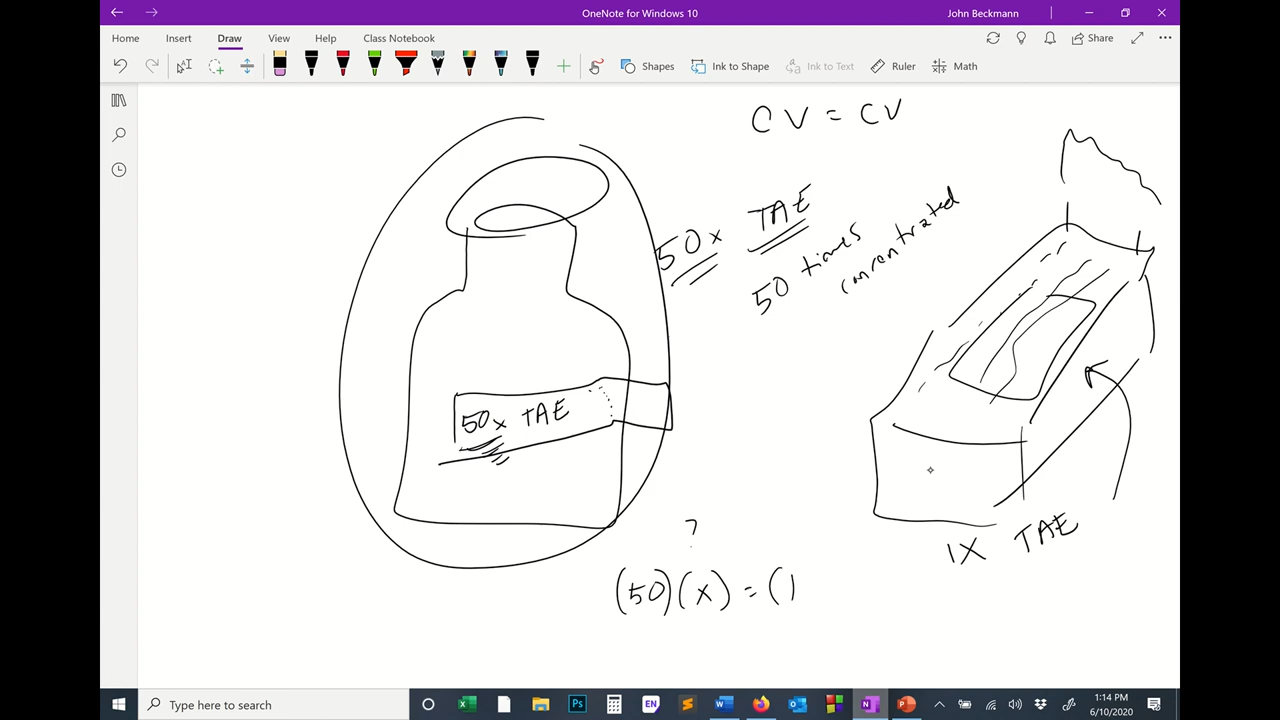 OneNote for Windows 10
John Beckmann
Home Insert Draw View Help Class Notebook
Share
Shapes
Ink to Shape
Ink to Text
Ruler
Math
CV = CV
50x TAE
50 times
concentrated
50x TAE
1X TAE
?
(50)(x) = (1
Type here to search
EN
1:14 PM
6/10/2020